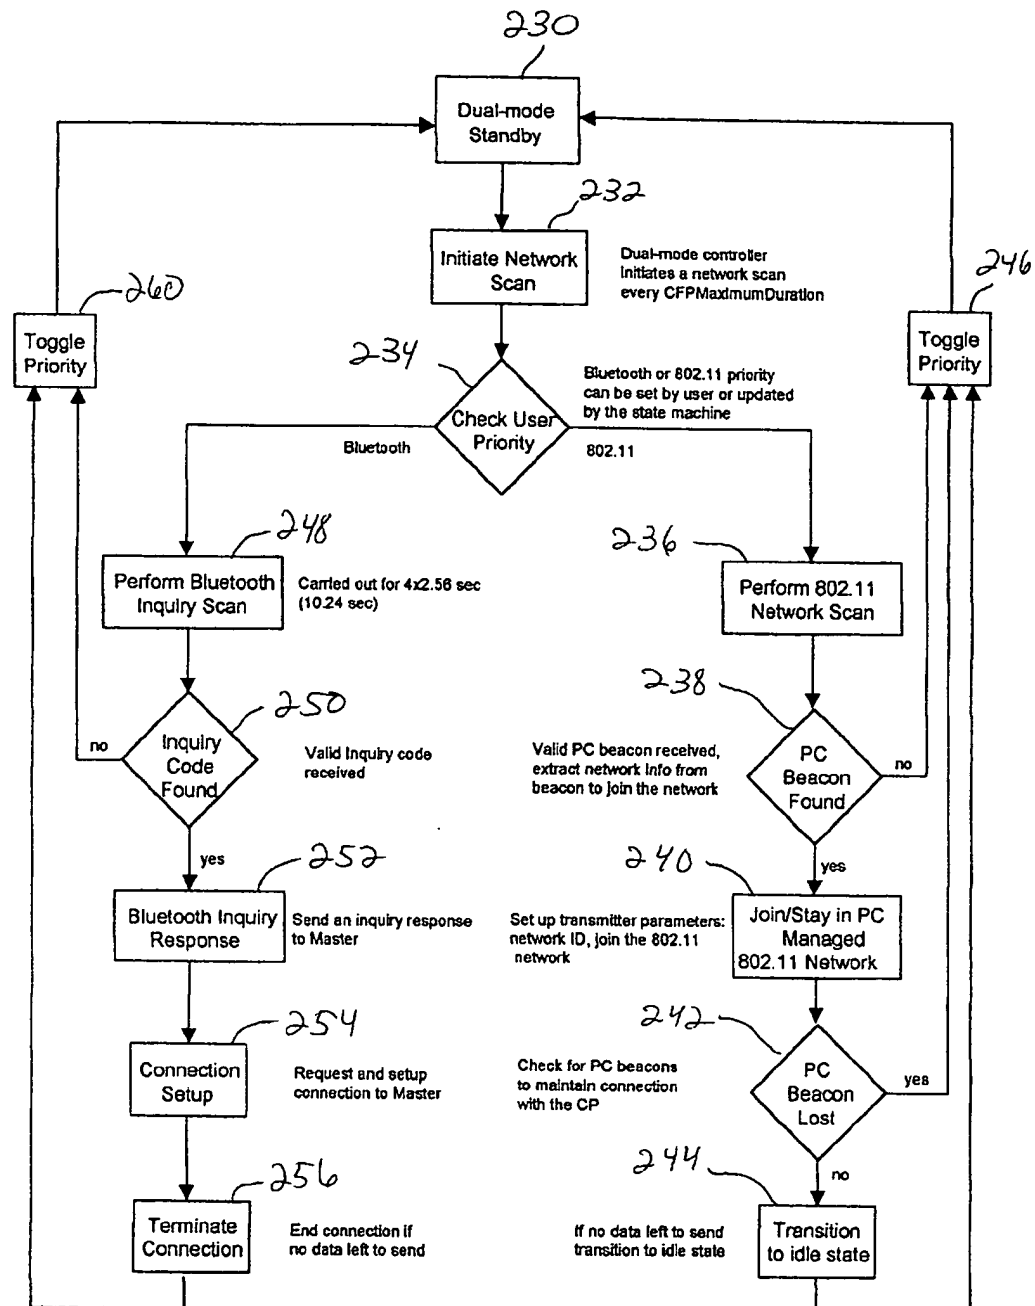 230
Dual-mode
Standby
232
Initiate Network
Scan
Dual-mode controller
Initiates a network scan
every CFPMaximumDuration
246
260
Toggle
Priority
Toggle
Priority
234
Check User
Priority
Bluetooth or 802.11 priority
can be set by user or updated
by the state machine
Bluetooth
802.11
248
236
Perform Bluetooth
Inquiry Scan
Carried out for 4x2.56 sec
(10.24 sec)
Perform 802.11
Network Scan
250
238
no
Inquiry
Code
Found
Valid Inquiry code
received
Valid PC beacon received,
extract network info from
beacon to join the network
PC
Beacon
Found
no
yes
252
240
yes
Bluetooth Inquiry
Response
Send an inquiry response
to Master
Set up transmitter parameters:
network ID, join the 802.11
network
Join/Stay in PC
Managed
802.11 Network
254
242
Connection
Setup
Request and setup
connection to Master
Check for PC beacons
to maintain connection
with the CP
PC
Beacon
Lost
yes
256
244
no
Terminate
Connection
End connection if
no data left to send
If no data left to send
transition to idle state
Transition
to idle state